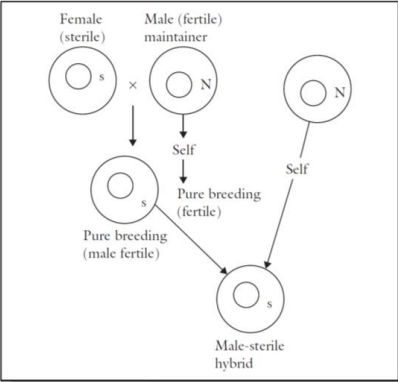 Female
(sterile)
Male (fertile)
maintainer
s
×
N
N
Self
Self
Pure breeding
(fertile)
s
Pure breeding
(male fertile)
s
Male-sterile
hybrid